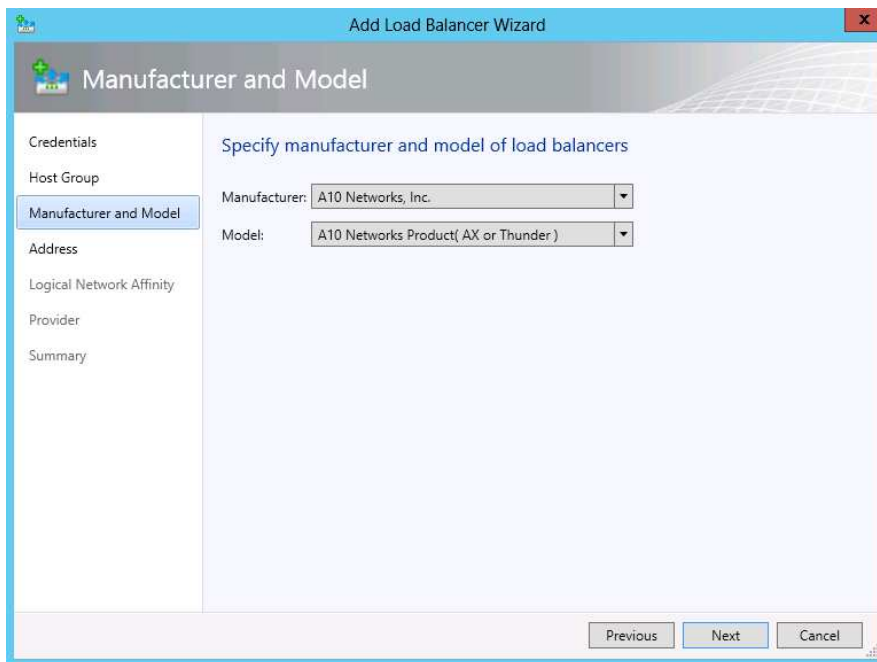 Add Load Balancer Wizard
x
Manufacturer and Model
Credentials
Host Group
Manufacturer and Model
Address
Logical Network Affinity
Provider
Summary
Specify manufacturer and model of load balancers
Manufacturer: A10 Networks, Inc.
Model: A10 Networks Product( AX or Thunder )
Previous Next Cancel